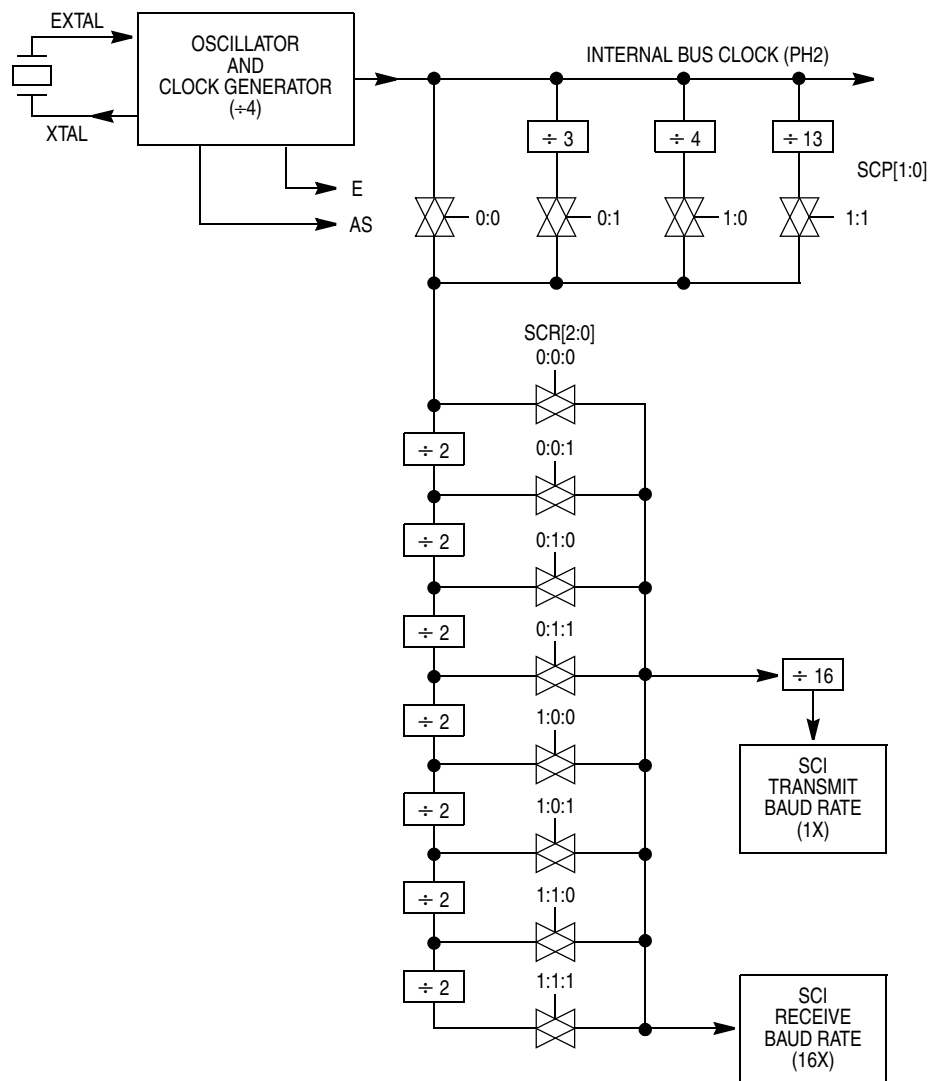 EXTAL
OSCILLATOR
AND
CLOCK GENERATOR
(÷4)
XTAL
INTERNAL BUS CLOCK (PH2)
÷ 3
÷ 4
÷ 13
SCP[1:0]
E
AS
0:0
0:1
1:0
1:1
SCR[2:0]
0:0:0
÷ 2
0:0:1
÷ 2
0:1:0
÷ 2
0:1:1
÷ 16
÷ 2
1:0:0
SCI
TRANSMIT
BAUD RATE
(1X)
÷ 2
1:0:1
÷ 2
1:1:0
÷ 2
1:1:1
SCI
RECEIVE
BAUD RATE
(16X)